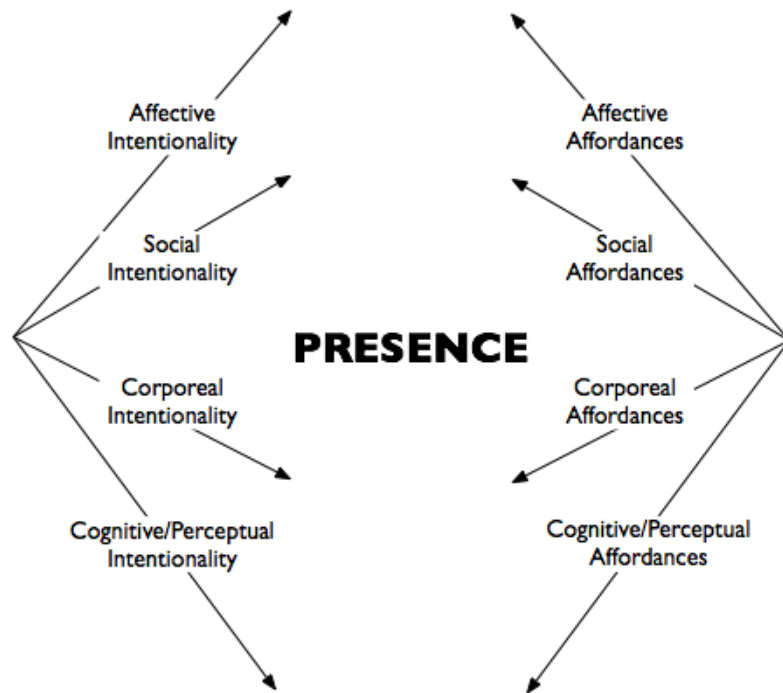 Affective
Intentionality
Affective
Affordances
Social
Intentionality
Social
Affordances
PRESENCE
Corporeal
Intentionality
Corporeal
Affordances
Cognitive/Perceptual
Intentionality
Cognitive/Perceptual
Affordances